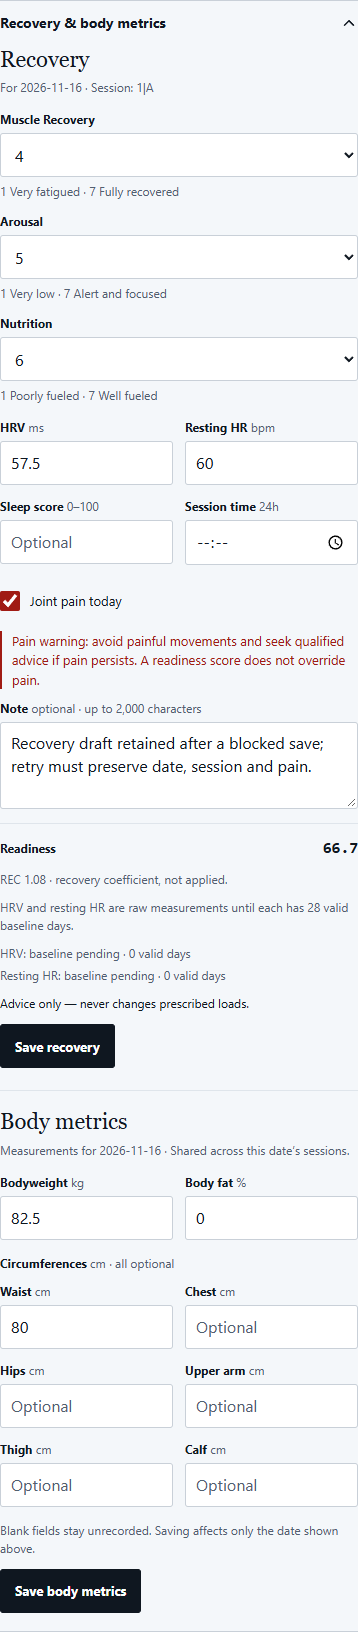 Recovery & body metrics
Recovery
For 2026-11-16 · Session: 1|A
Muscle Recovery
4
1 Very fatigued · 7 Fully recovered
Arousal
5
1 Very low · 7 Alert and focused
Nutrition
6
1 Poorly fueled · 7 Well fueled
HRV ms
Resting HR bpm
57.5
60
Sleep score 0–100
Session time 24h
Optional
--:--
Joint pain today
Pain warning: avoid painful movements and seek qualified
advice if pain persists. A readiness score does not override
pain.
Note optional · up to 2,000 characters
Recovery draft retained after a blocked save;
retry must preserve date, session and pain.
Readiness
66.7
REC 1.08 · recovery coefficient, not applied.
HRV and resting HR are raw measurements until each has 28 valid
baseline days.
HRV: baseline pending · 0 valid days
Resting HR: baseline pending · 0 valid days
Advice only — never changes prescribed loads.
Save recovery
Body metrics
Measurements for 2026-11-16 · Shared across this date's sessions.
Bodyweight kg
Body fat %
82.5
0
Circumferences cm · all optional
Waist cm
Chest cm
80
Optional
Hips cm
Upper arm cm
Optional
Optional
Thigh cm
Calf cm
Optional
Optional
Blank fields stay unrecorded. Saving affects only the date shown
above.
Save body metrics